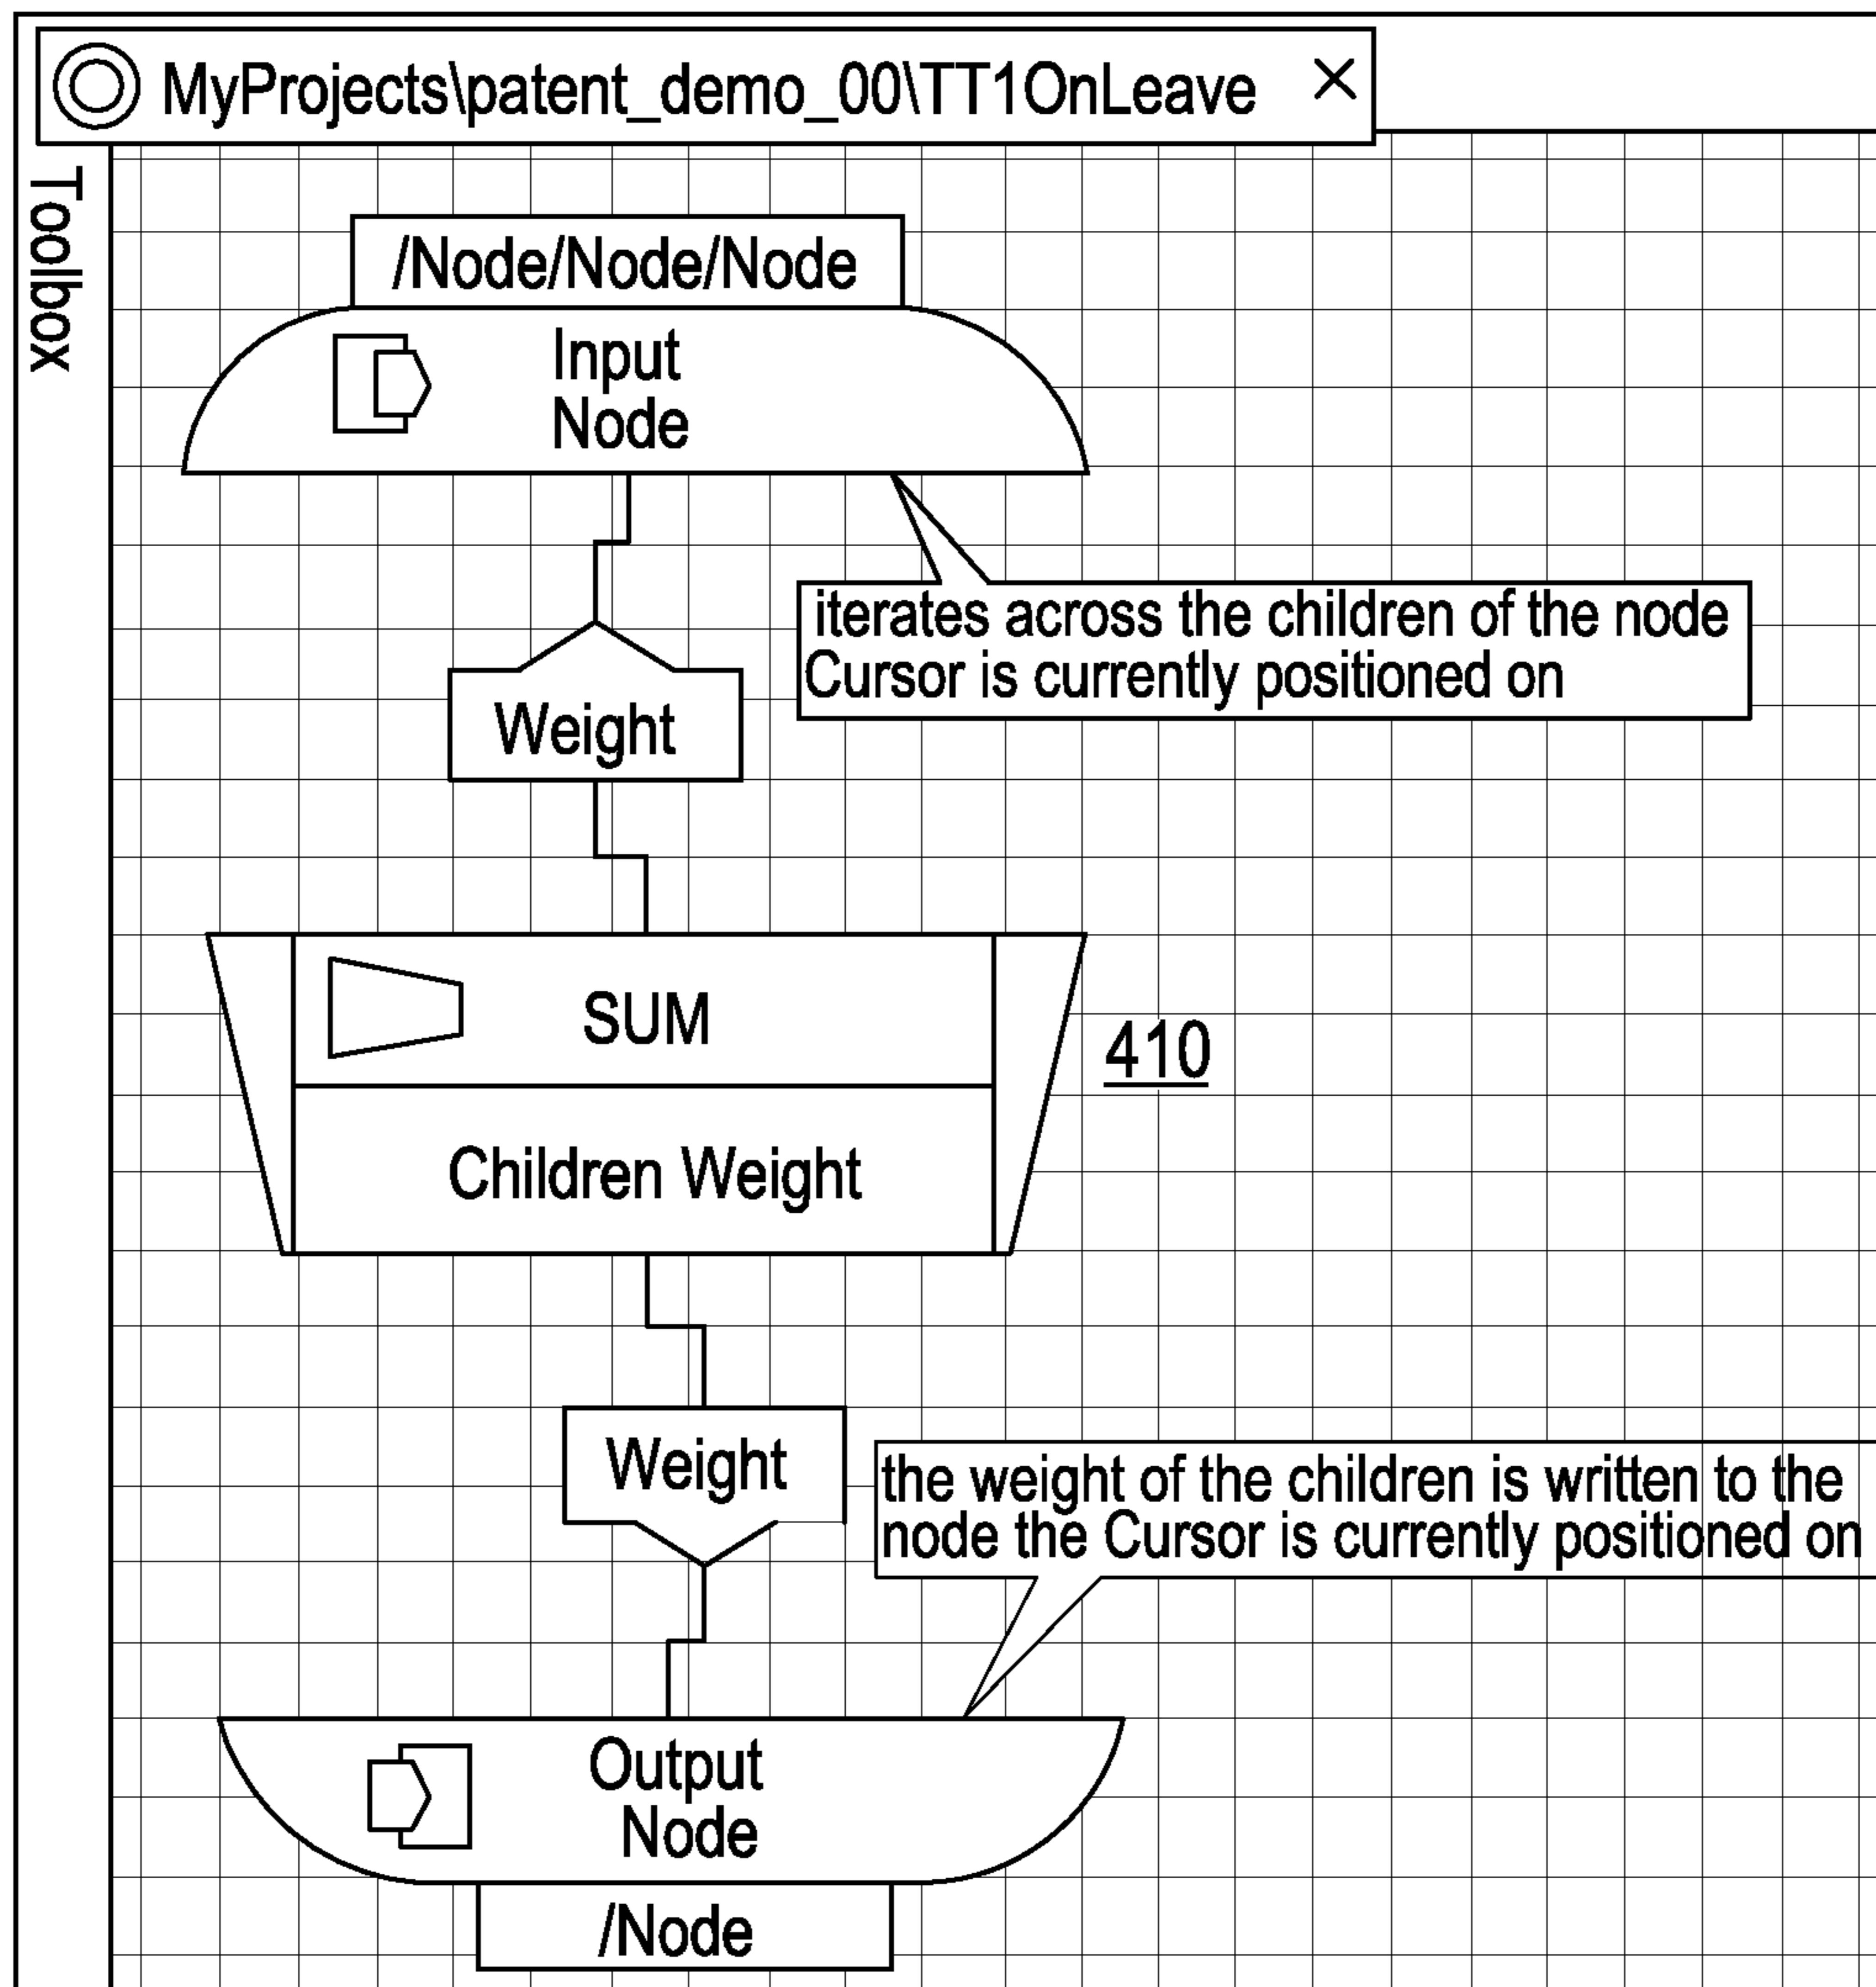 MyProjects\patent_demo_00\TT1OnLeave ×
Toolbox
/Node/Node/Node
Input
Node
iterates across the children of the node
Cursor is currently positioned on
Weight
SUM
410
Children Weight
Weight
the weight of the children is written to the
node the Cursor is currently positioned on
Output
Node
/Node